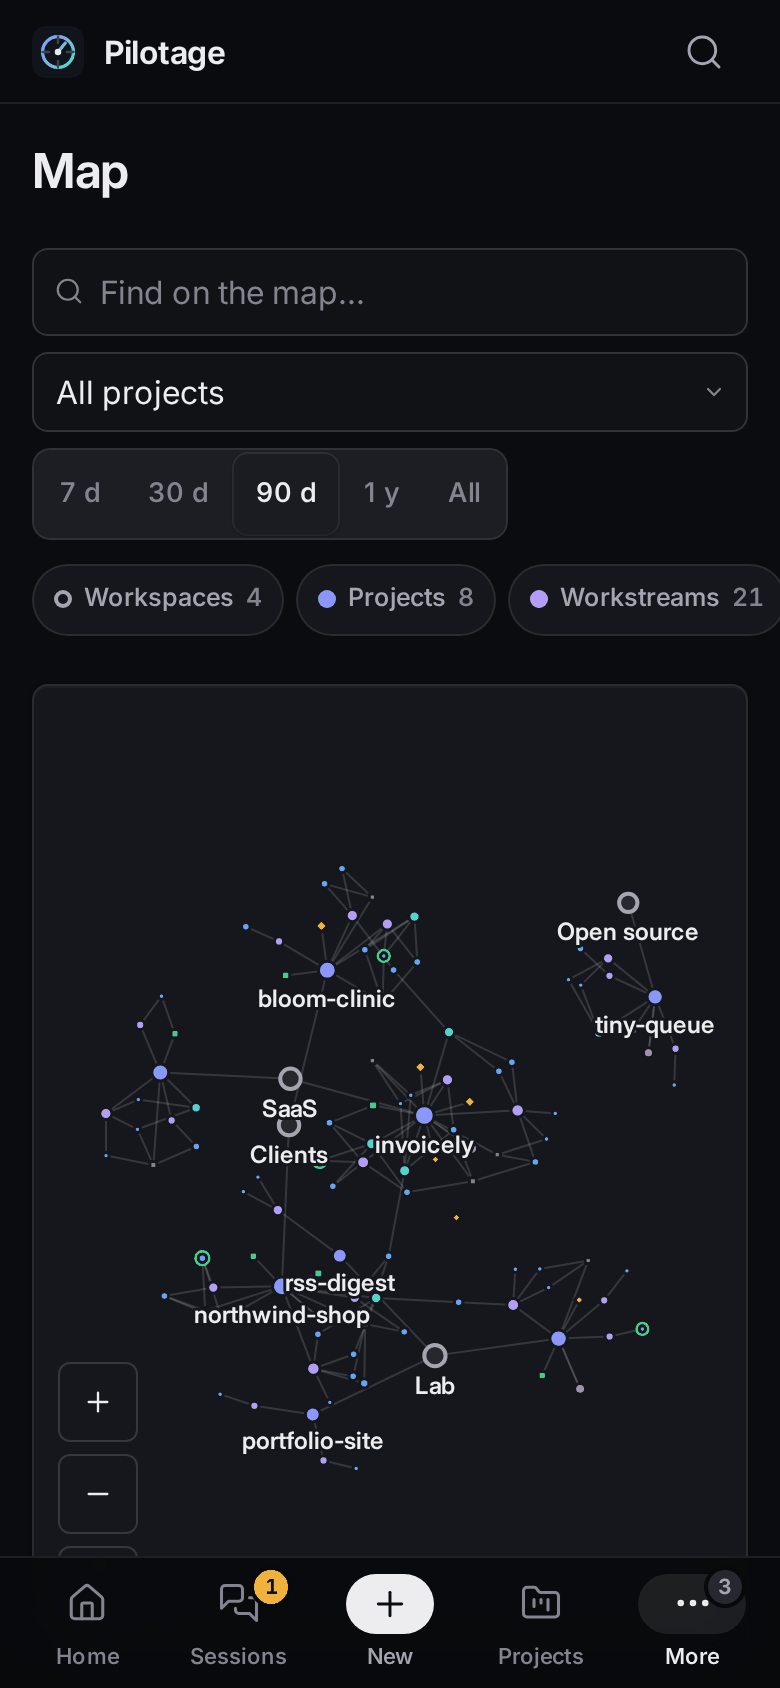 Pilotage
Map
Find on the map...
All projects
7 d 30 d 90 d 1 y All
Workspaces 4 Projects 8 Workstreams 21
Open source
bloom-clinic
tiny-queue
SaaS
invoicely
Clients
rss-digest
northwind-shop
Lab
portfolio-site
1
3
Home Sessions New Projects More